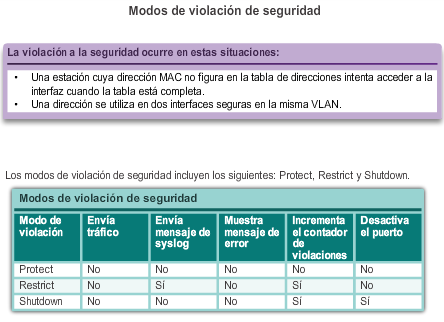 Modos de violación de seguridad
La violación a la seguridad ocurre en estas situaciones:
• Una estación cuya dirección MAC no figura en la tabla de direcciones intenta acceder a la
interfaz cuando la tabla está completa.
• Una dirección se utiliza en dos interfaces seguras en la misma VLAN.
Los modos de violación de seguridad incluyen los siguientes: Protect, Restrict y Shutdown.
Modos de violación de seguridad
Modo de violación Envía tráfico Envía mensaje de syslog Muestra mensaje de error Incrementa el contador de violaciones Desactiva el puerto
Protect No No No No No
Restrict No Sí No Sí No
Shutdown No No No Sí Sí